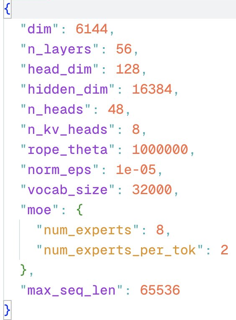 {
"dim": 6144,
"n_layers": 56,
"head_dim": 128,
"hidden_dim": 16384,
"n_heads": 48,
"n_kv_heads": 8,
"rope_theta": 1000000,
"norm_eps": 1e-05,
"vocab_size": 32000,
"moe": {
"num_experts": 8,
"num_experts_per_tok": 2
},
"max_seq_len": 65536
}